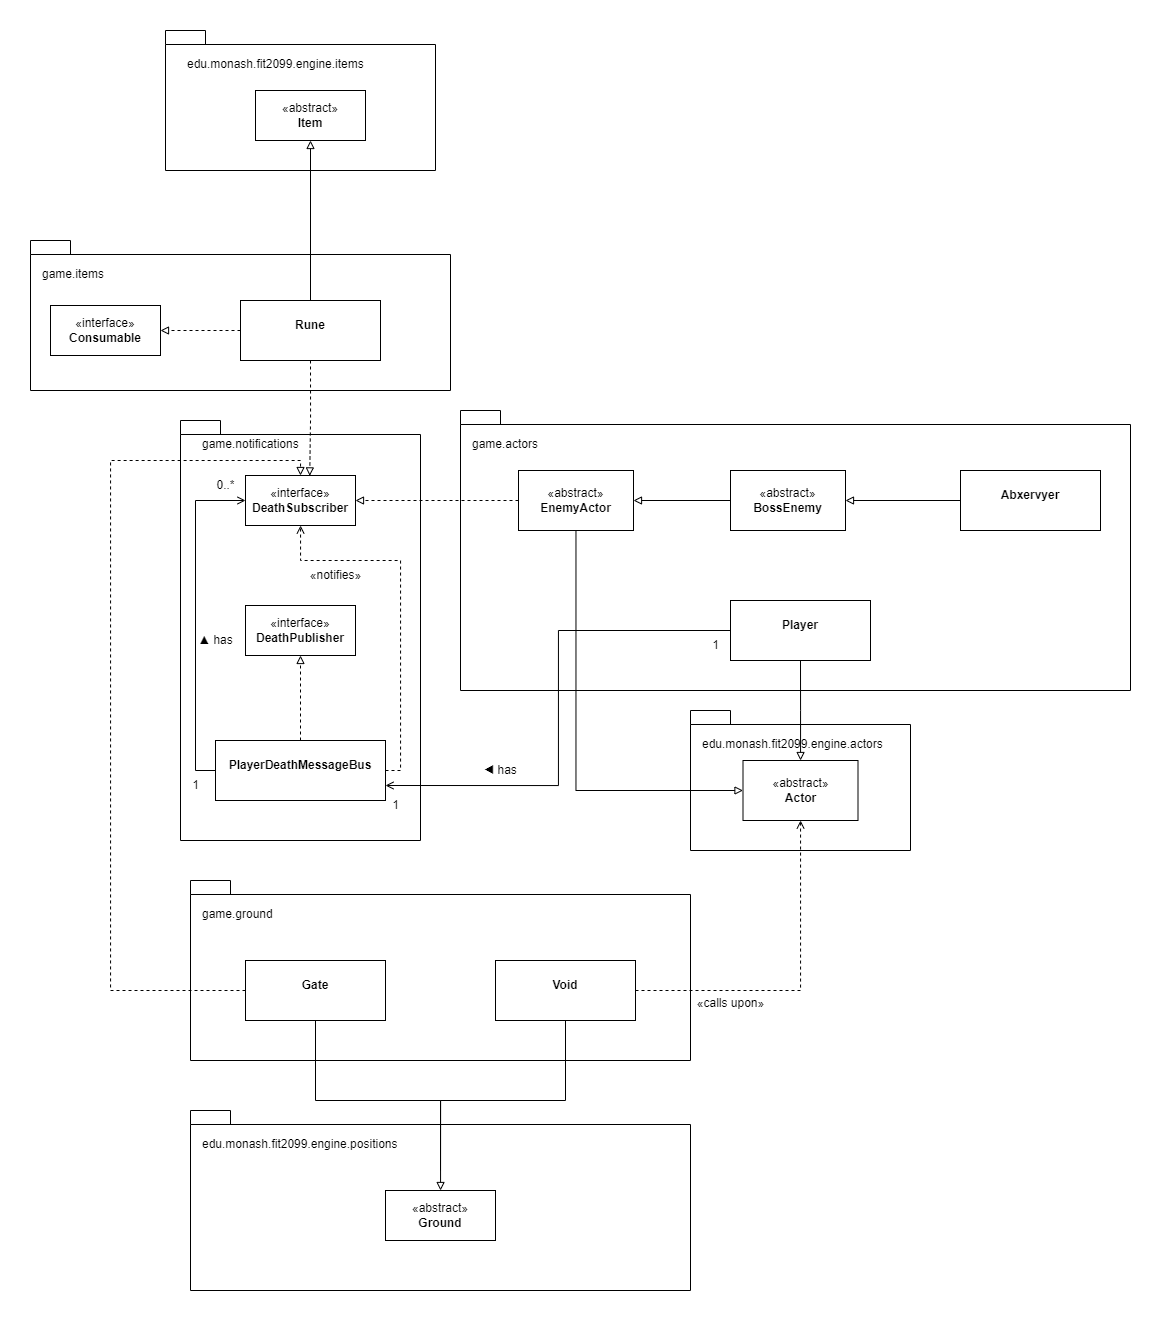 edu.monash.fit2099.engine.items
«abstract»
Item
game.items
«interface»
Consumable
Rune
game.notifications
0..*
«interface»
DeathSubscriber
«notifies»
«interface»
DeathPublisher
▲ has
PlayerDeathMessageBus
1
1
◀ has
game.actors
«abstract»
EnemyActor
«abstract»
BossEnemy
Abxervyer
Player
1
edu.monash.fit2099.engine.actors
«abstract»
Actor
game.ground
Gate
Void
«calls upon»
edu.monash.fit2099.engine.positions
«abstract»
Ground